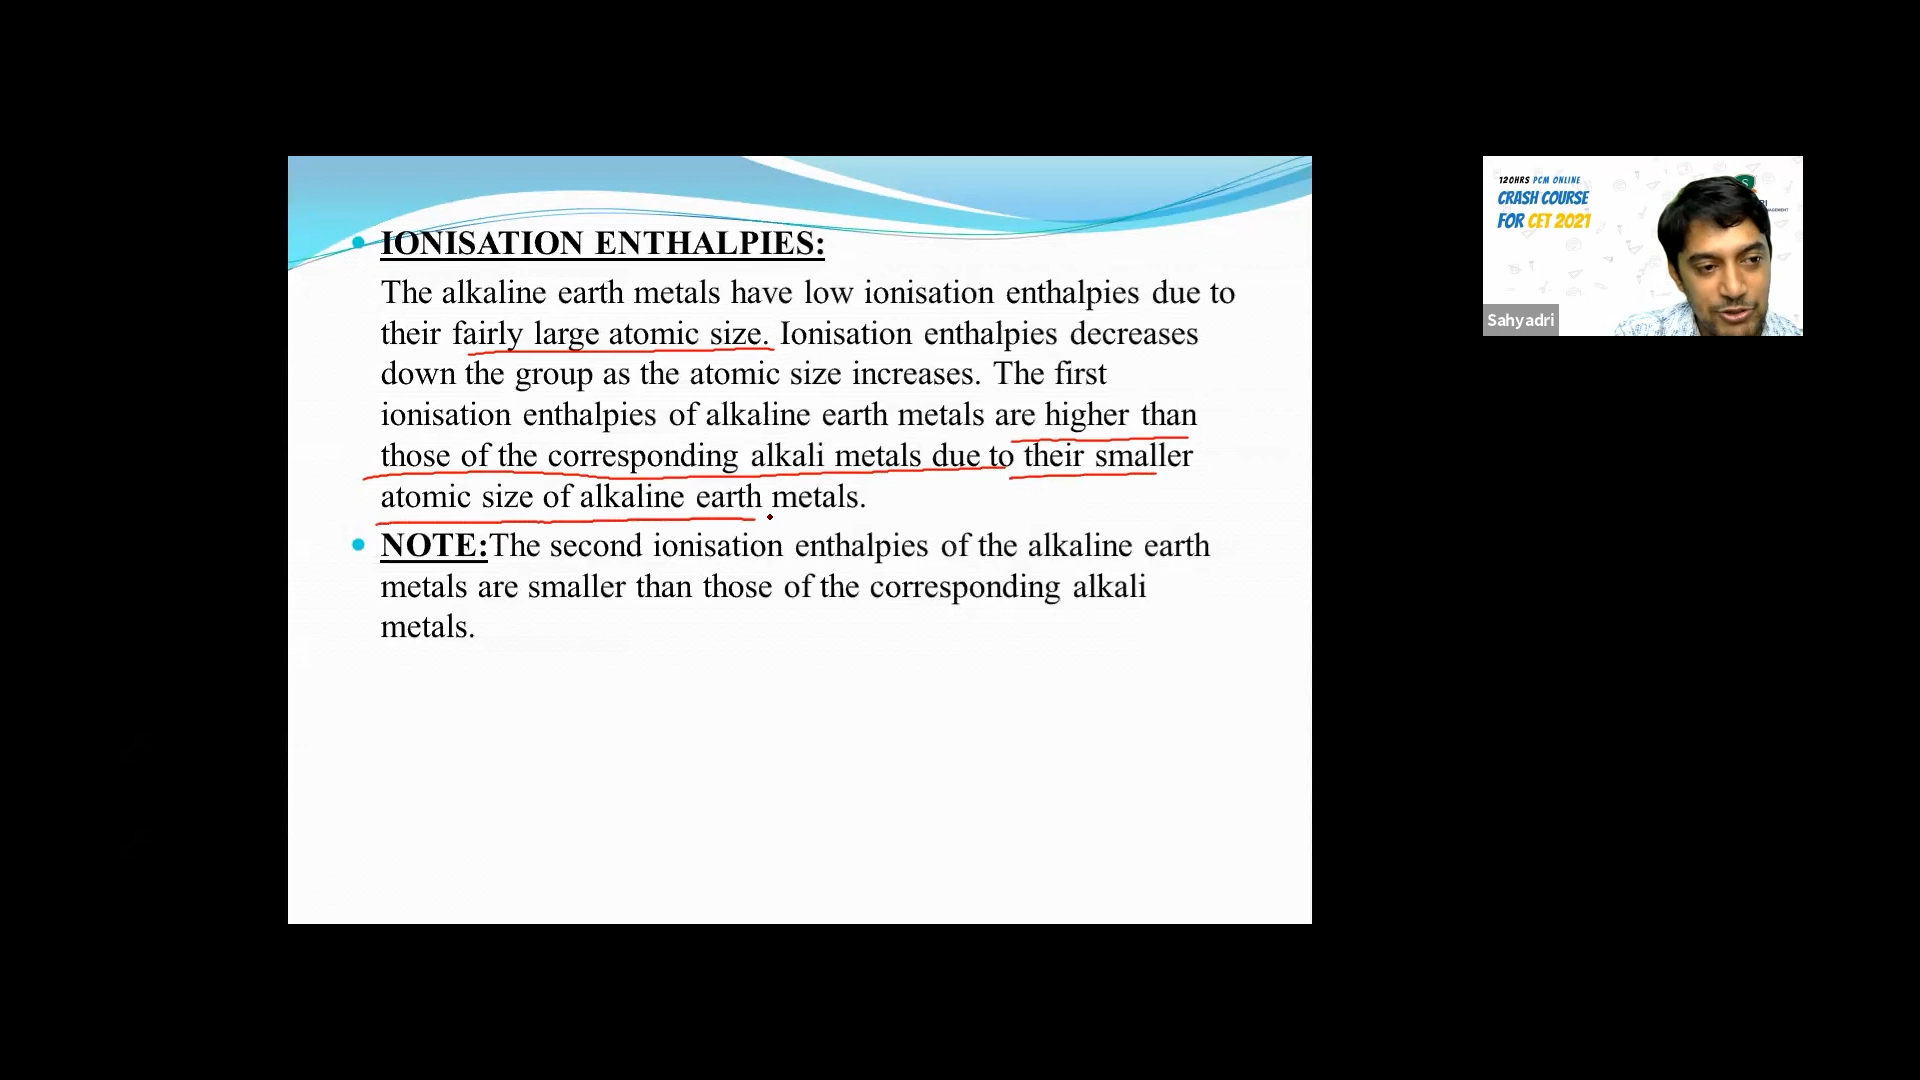 IONISATION ENTHALPIES:
The alkaline earth metals have low ionisation enthalpies due to
their fairly large atomic size. Ionisation enthalpies decreases
down the group as the atomic size increases. The first
ionisation enthalpies of alkaline earth metals are higher than
those of the corresponding alkali metals due to their smaller
atomic size of alkaline earth metals.
NOTE:The second ionisation enthalpies of the alkaline earth
metals are smaller than those of the corresponding alkali
metals.
120HRS PCM ONLINE
CRASH COURSE
FOR CET 2021
S
Sahyadri